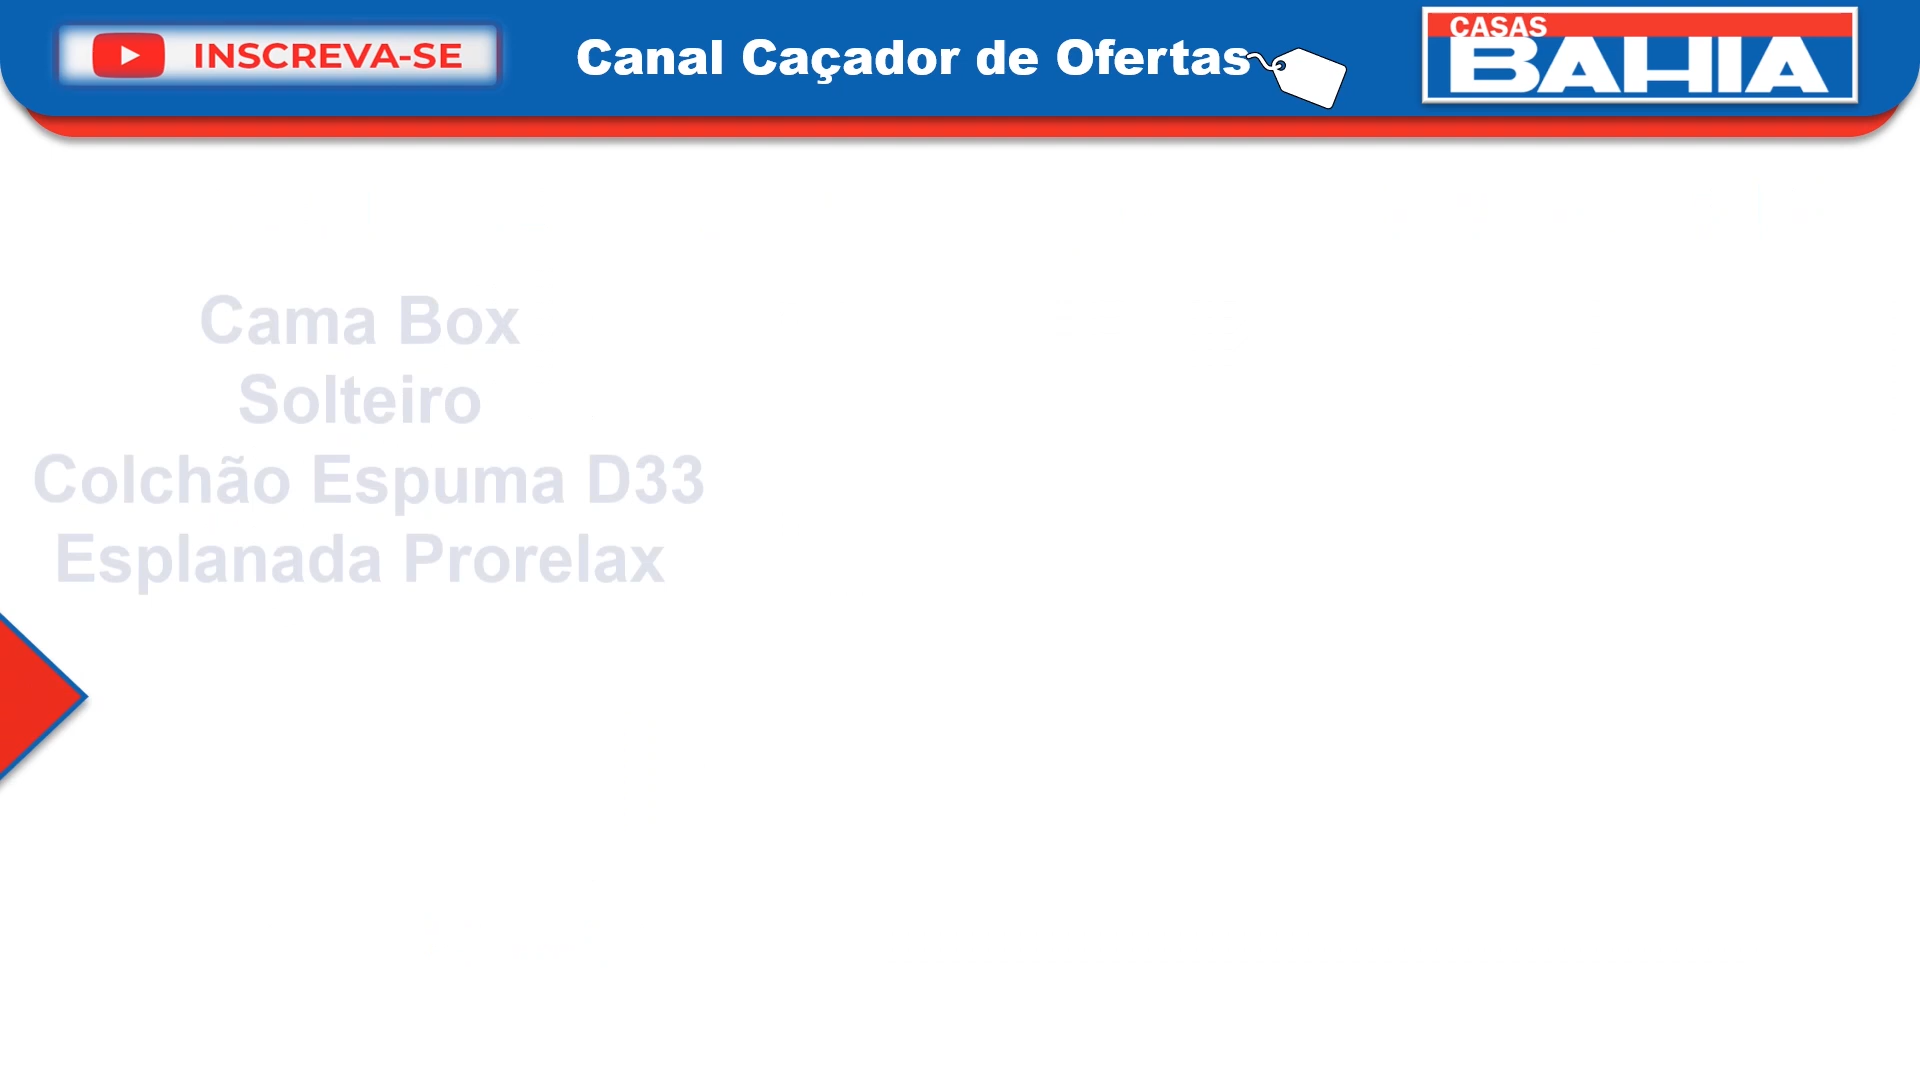 INSCREVA-SE
Canal Caçador de Ofertas
CASAS
BAHIA
Cama Box
Solteiro
Colchão Espuma D33
Esplanada Prorelax